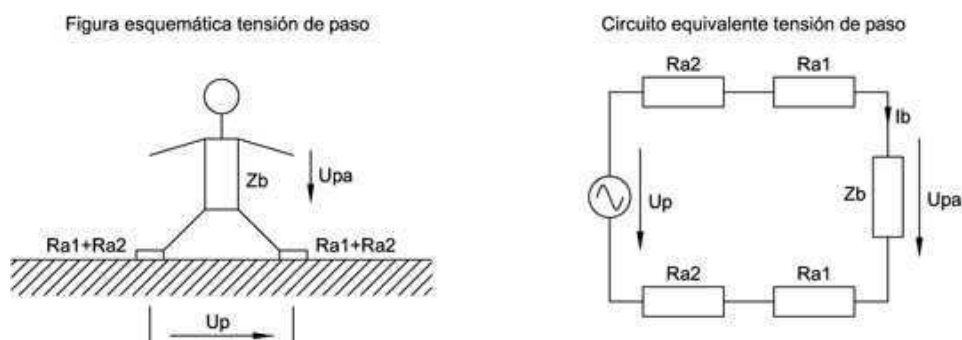 Figura esquemática tensión de paso
Zb
Upa
Ra1+Ra2
Ra1+Ra2
Up
Circuito equivalente tensión de paso
Ra2
Ra1
Ib
Up
Zb
Upa
Ra2
Ra1